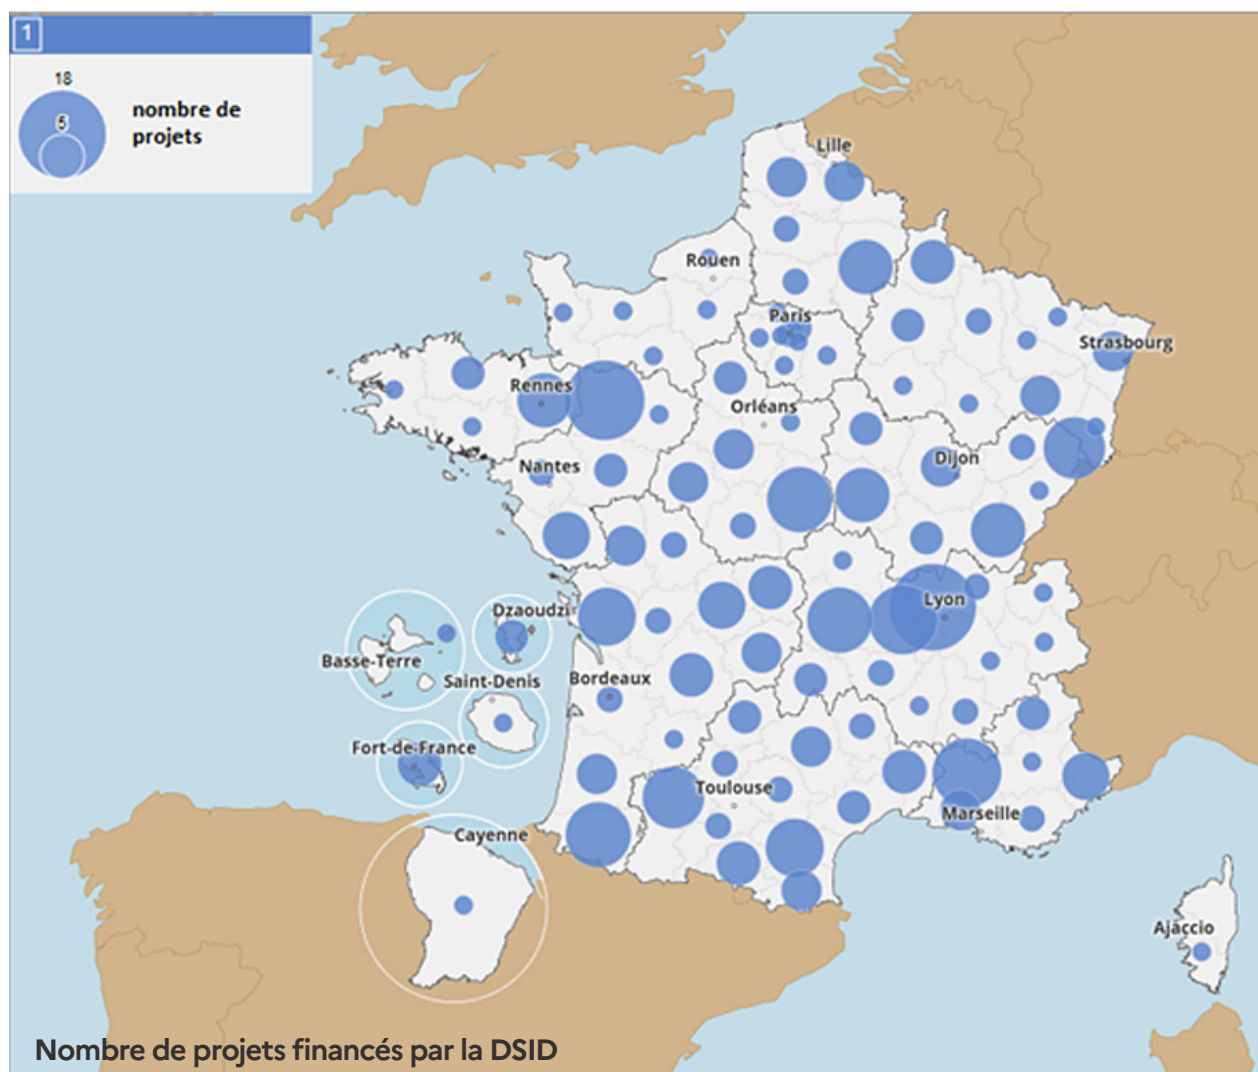 1
18
5
nombre de
projets
Lille
Rouen
Paris
Strasbourg
Rennes
Orléans
Nantes
Dijon
Lyon
Dzaoudzi
Basse-Terre
Saint-Denis
Bordeaux
Fort-de-France
Toulouse
Marseille
Cayenne
Ajaccio
Nombre de projets financés par la DSID